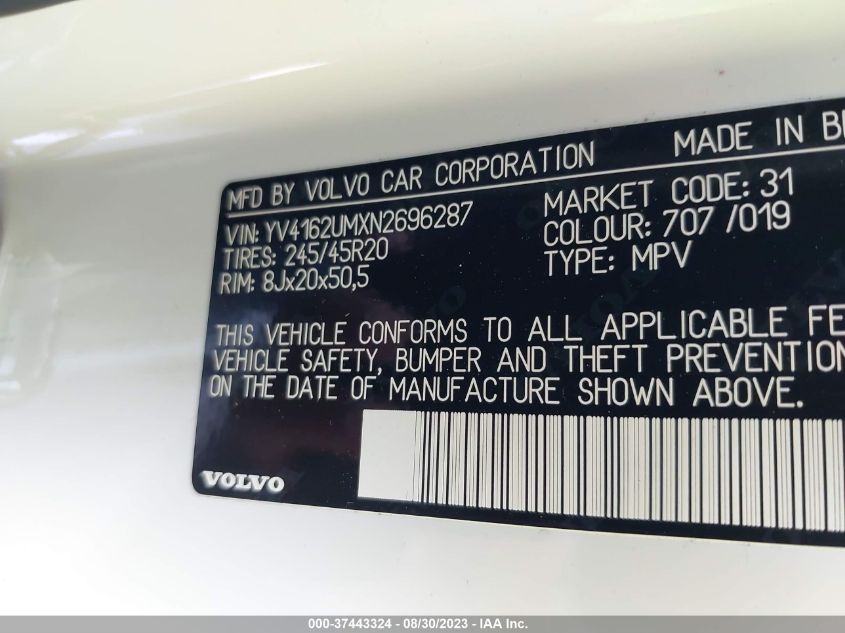 MFD BY VOLVO CAR CORPORATION MADE IN
VIN: YV4162UMXN2696287 MARKET CODE: 31
TIRES: 245/45R20 COLOUR: 707 /019
RIM: 8Jx20x50,5 TYPE: MPV
THIS VEHICLE CONFORMS TO ALL APPLICABLE FE
VEHICLE SAFETY, BUMPER AND THEFT PREVENTION
ON THE DATE OF MANUFACTURE SHOWN ABOVE.
VOLVO
000-37443324 - 08/30/2023 - IAA Inc.